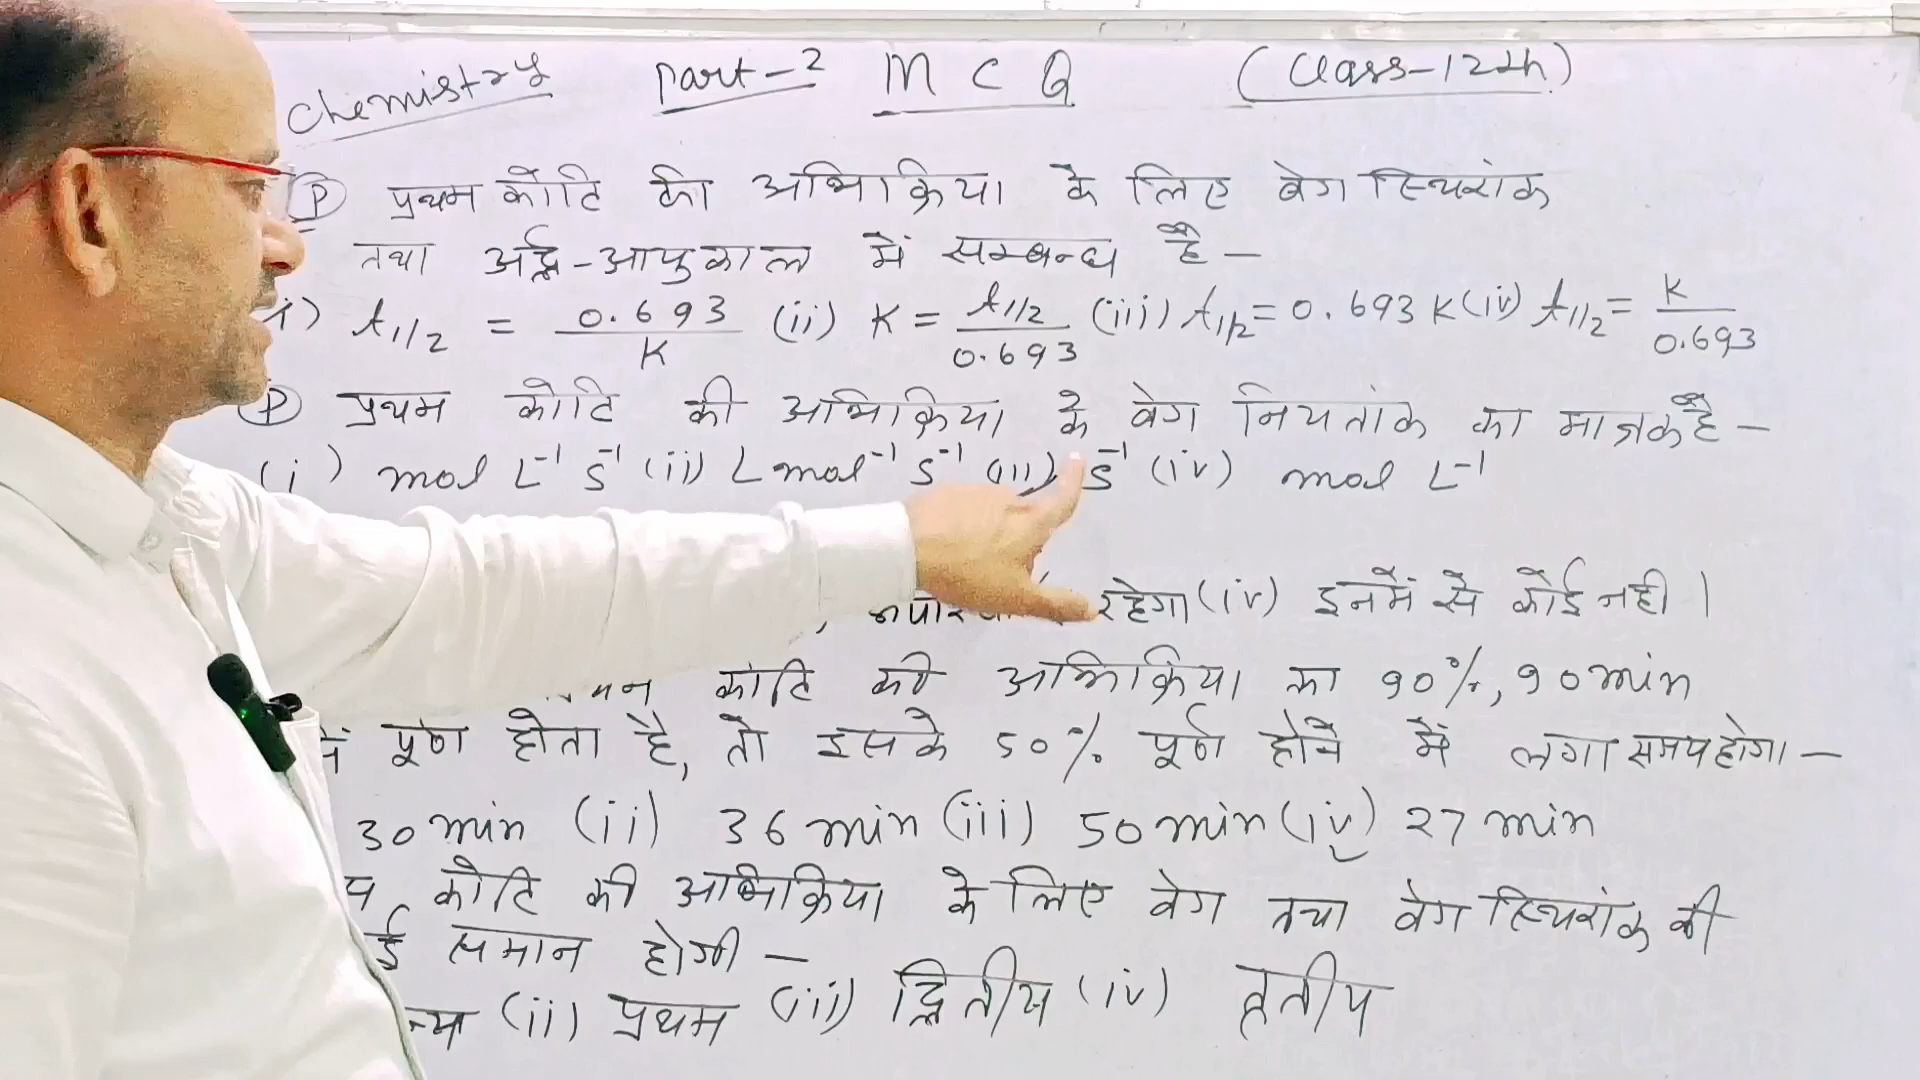 Chemistry Part-2 M C Q (Class-12th)
(P) प्रथम कोटि की अभिक्रिया के लिए वेग स्थिरांक
तथा अर्द्ध-आयुकाल में सम्बन्ध है -
i) t1/2 = 0.693/K (ii) K = t1/2/0.693 (iii) t1/2 = 0.693 K (iv) t1/2 = K/0.693
(P) प्रथम कोटि की अभिक्रिया के वेग नियतांक का मात्रक है -
(i) mol L⁻¹ S⁻¹ (ii) L mol⁻¹ S⁻¹ (iii) S⁻¹ (iv) mol L⁻¹
रहेगा (iv) इनमें से कोई नही ।
कोटि की अभिक्रिया का 90%, 90 min
में पूर्ण होता है, तो इसके 50% पूर्ण होने में लगा समय होगा -
30 min (ii) 36 min (iii) 50 min (iv) 27 min
कोटि की अभिक्रिया के लिए वेग तथा वेग स्थिरांक की
ई समान होगी -
न्य (ii) प्रथम (iii) द्वितीय (iv) तृतीय